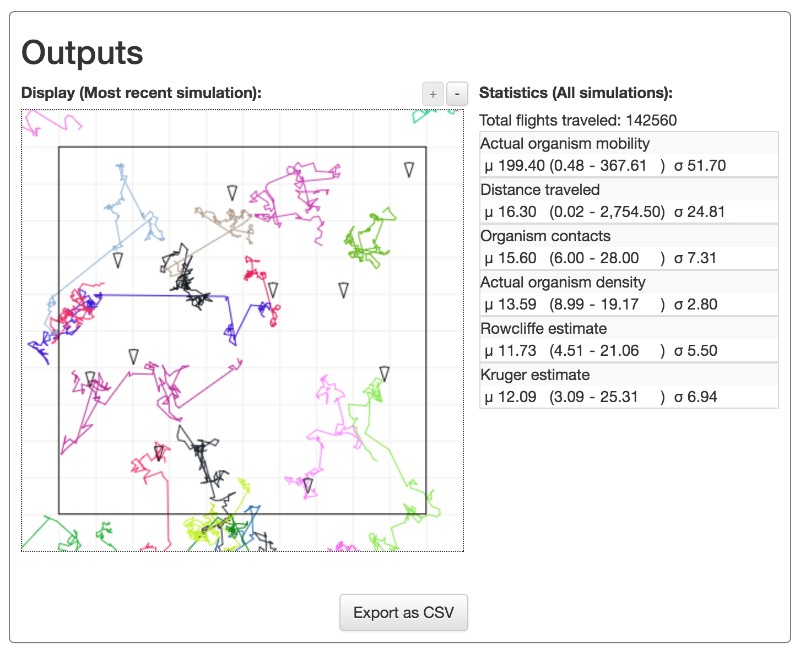 Outputs
Display (Most recent simulation):
+ -
Statistics (All simulations):
Total flights traveled: 142560
Actual organism mobility
μ 199.40 (0.48 - 367.61 ) σ 51.70
Distance traveled
μ 16.30 (0.02 - 2,754.50) σ 24.81
Organism contacts
μ 15.60 (6.00 - 28.00 ) σ 7.31
Actual organism density
μ 13.59 (8.99 - 19.17 ) σ 2.80
Rowcliffe estimate
μ 11.73 (4.51 - 21.06 ) σ 5.50
Kruger estimate
μ 12.09 (3.09 - 25.31 ) σ 6.94
Export as CSV